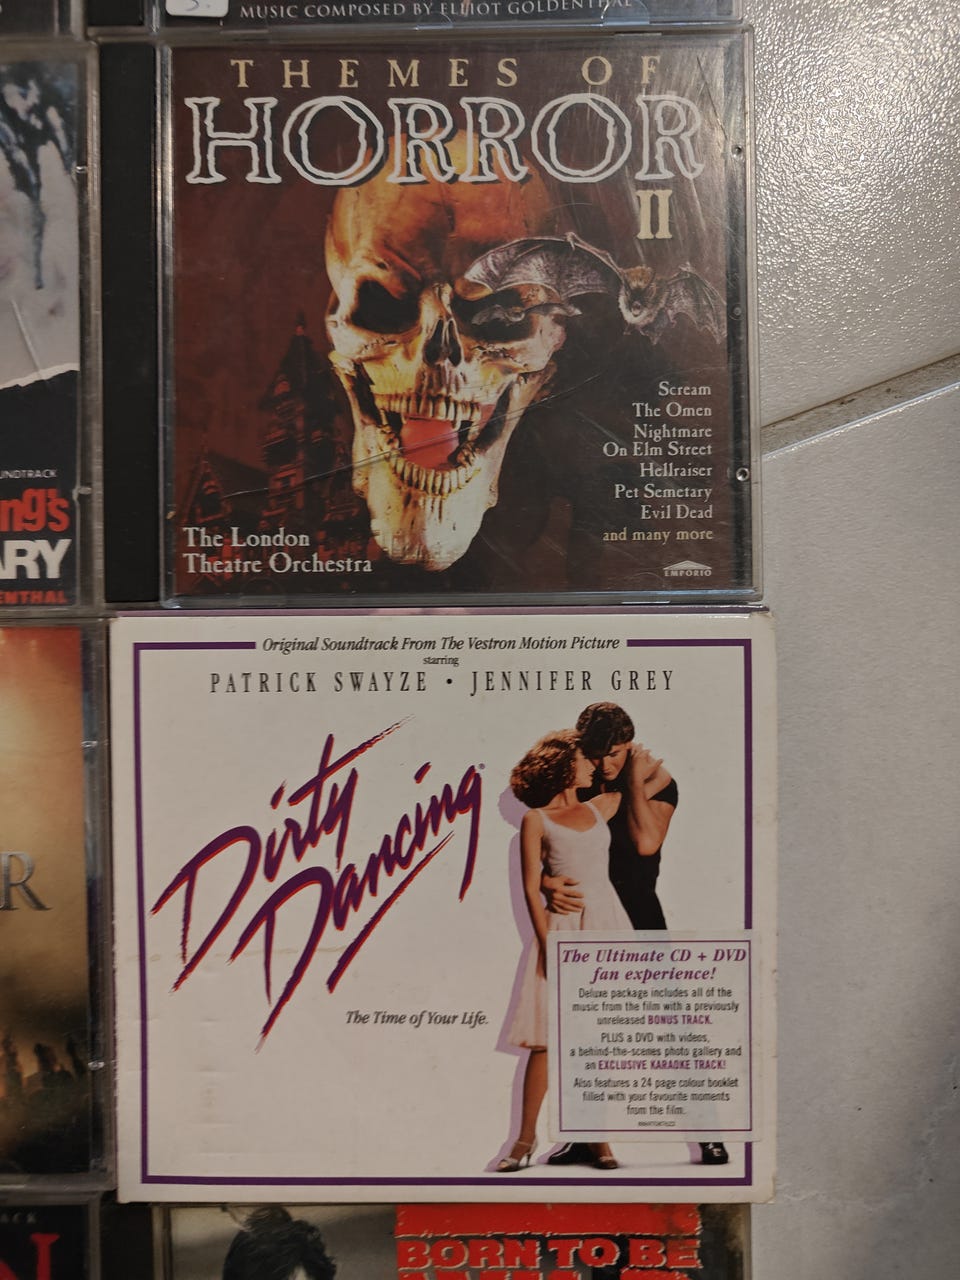 MUSIC COMPOSED BY ELLIOT GOLDENTHAL
THEMES OF
HORROR
II
Scream
The Omen
Nightmare
On Elm Street
Hellraiser
Pet Semetary
Evil Dead
and many more
The London
Theatre Orchestra
EMPORIO
UNDTRACK
ng's
ARY
ENTHAL
Original Soundtrack From The Vestron Motion Picture
starring
PATRICK SWAYZE • JENNIFER GREY
Dirty
Dancing
The Time of Your Life.
The Ultimate CD + DVD
fan experience!
Deluxe package includes all of the
music from the film with a previously
unreleased BONUS TRACK.
PLUS a DVD with videos,
a behind-the-scenes photo gallery and
an EXCLUSIVE KARAOKE TRACK!
Also features a 24 page colour booklet
filled with your favourite moments
from the film.
R
N
BORN TO BE